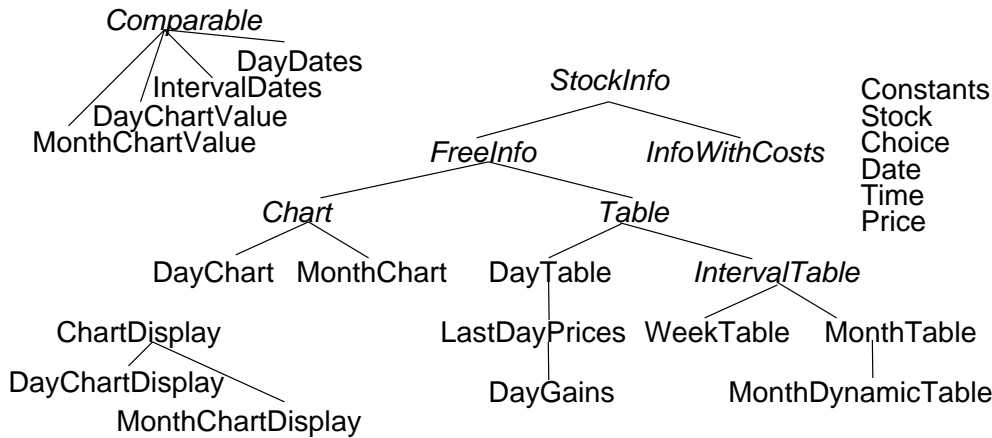 Comparable
DayDates
IntervalDates
DayChartValue
MonthChartValue
StockInfo
FreeInfo
InfoWithCosts
Chart
Table
DayChart
MonthChart
DayTable
IntervalTable
LastDayPrices
WeekTable
MonthTable
DayGains
MonthDynamicTable
ChartDisplay
DayChartDisplay
MonthChartDisplay
Constants
Stock
Choice
Date
Time
Price